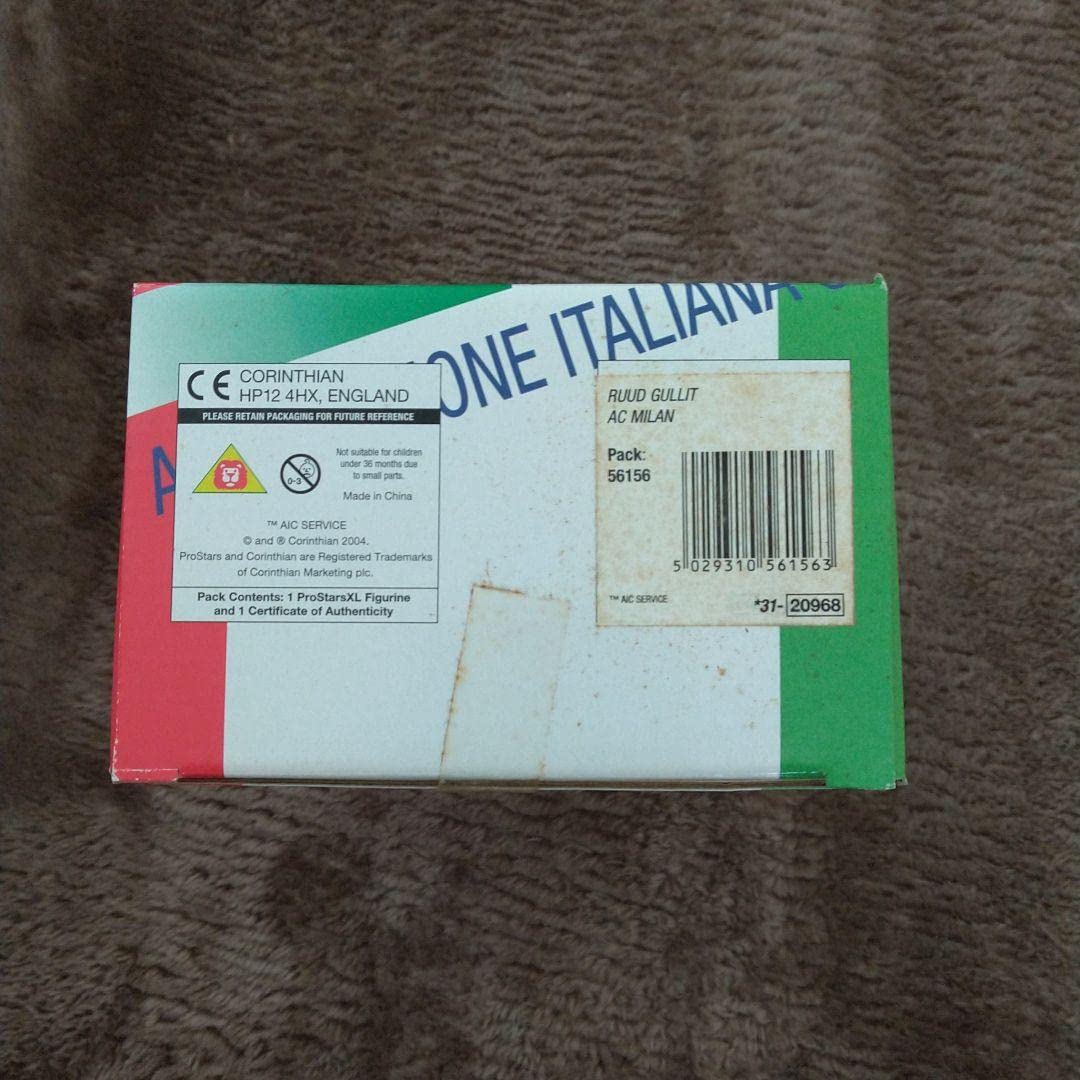 ONE ITALIANA
CE CORINTHIAN
HP12 4HX, ENGLAND
PLEASE RETAIN PACKAGING FOR FUTURE REFERENCE
0-3
Not suitable for children
under 36 months due
to small parts.
Made in China
™ AIC SERVICE
© and ® Corinthian 2004.
ProStars and Corinthian are Registered Trademarks
of Corinthian Marketing plc.
Pack Contents: 1 ProStarsXL Figurine
and 1 Certificate of Authenticity
RUUD GULLIT
AC MILAN
Pack:
56156
5 029310 561563
™ AIC SERVICE
*31- 20968